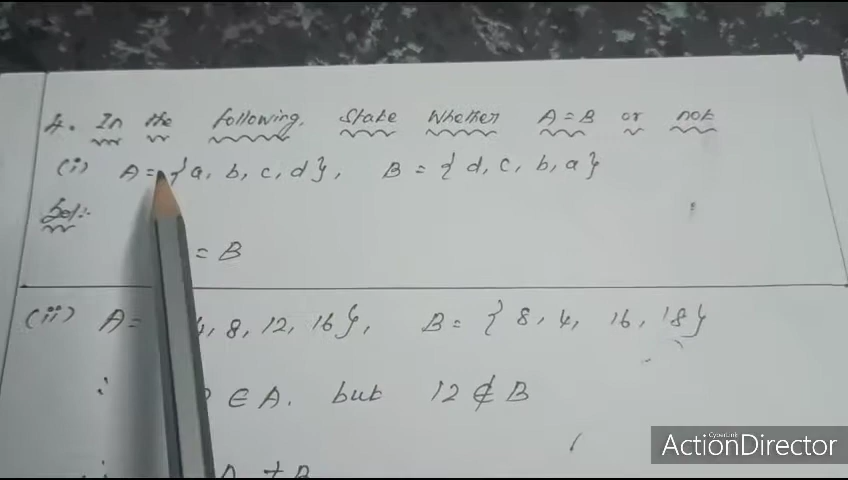 4. In the following, State Whether A = B or not
(i) A = {a, b, c, d}, B = {d, c, b, a}
Sol:-
= B
(ii) A = 4, 8, 12, 16}, B = {8, 4, 16, 18}
∈ A. but 12 ∉ B
A ≠ B
CyberLink
ActionDirector